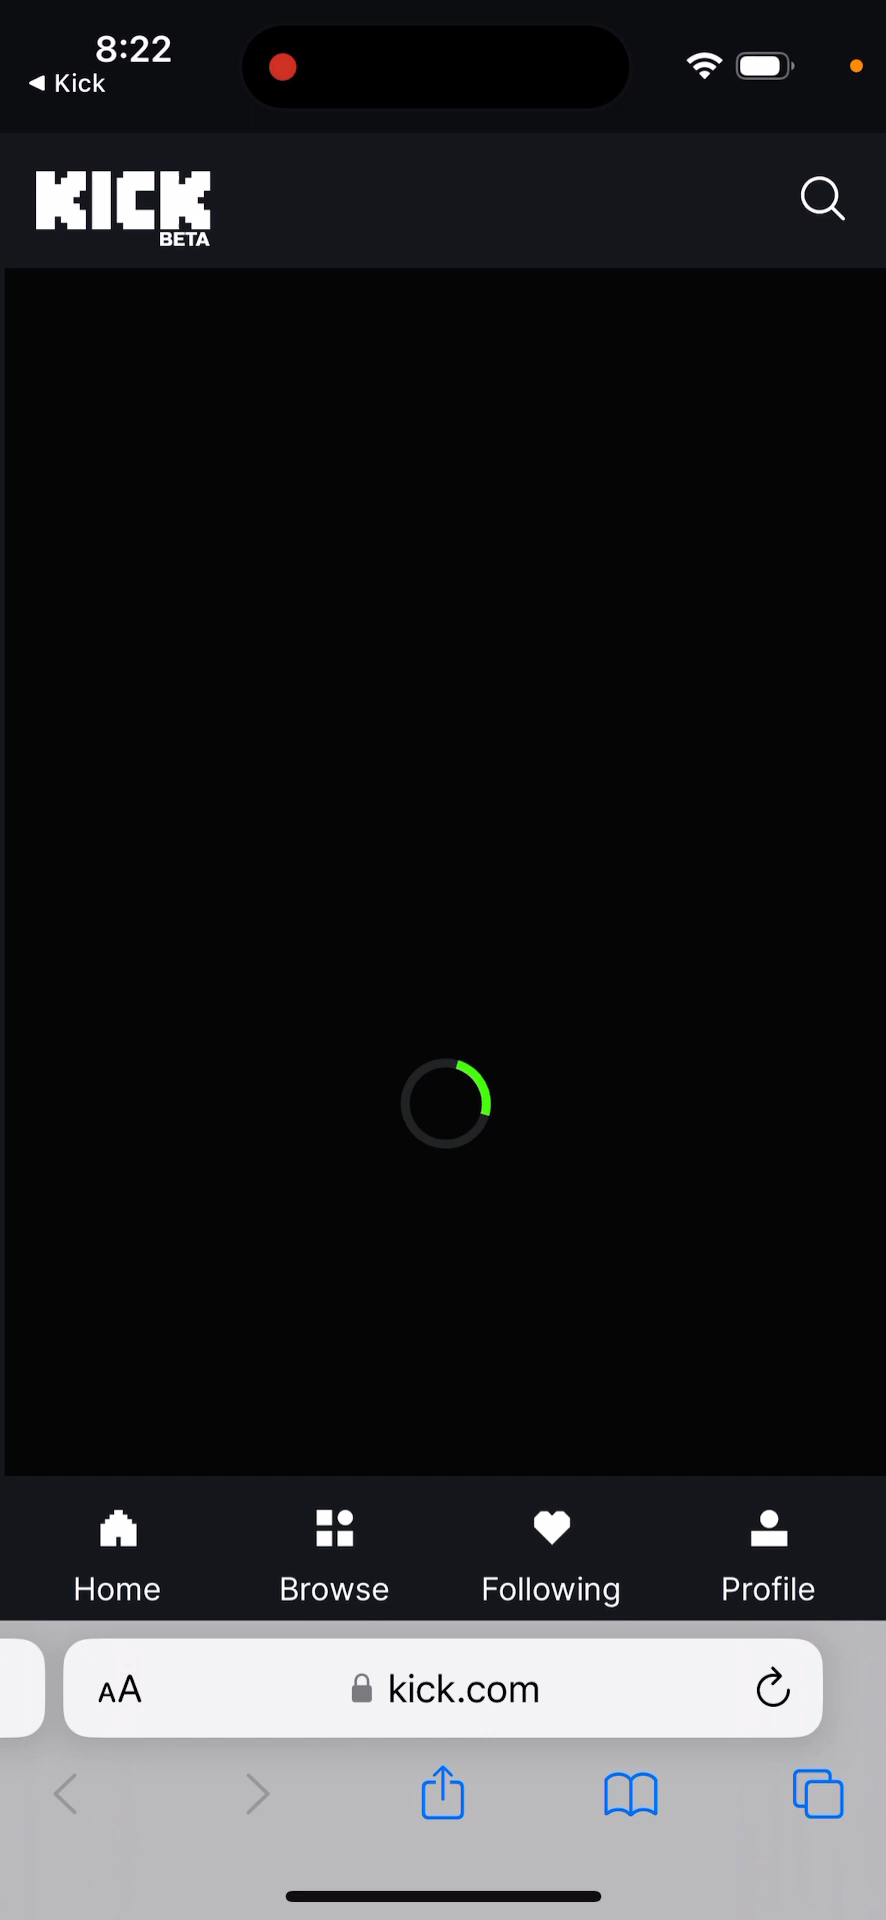 8:22
◀ Kick
KICK
BETA
Home Browse Following Profile
AA kick.com